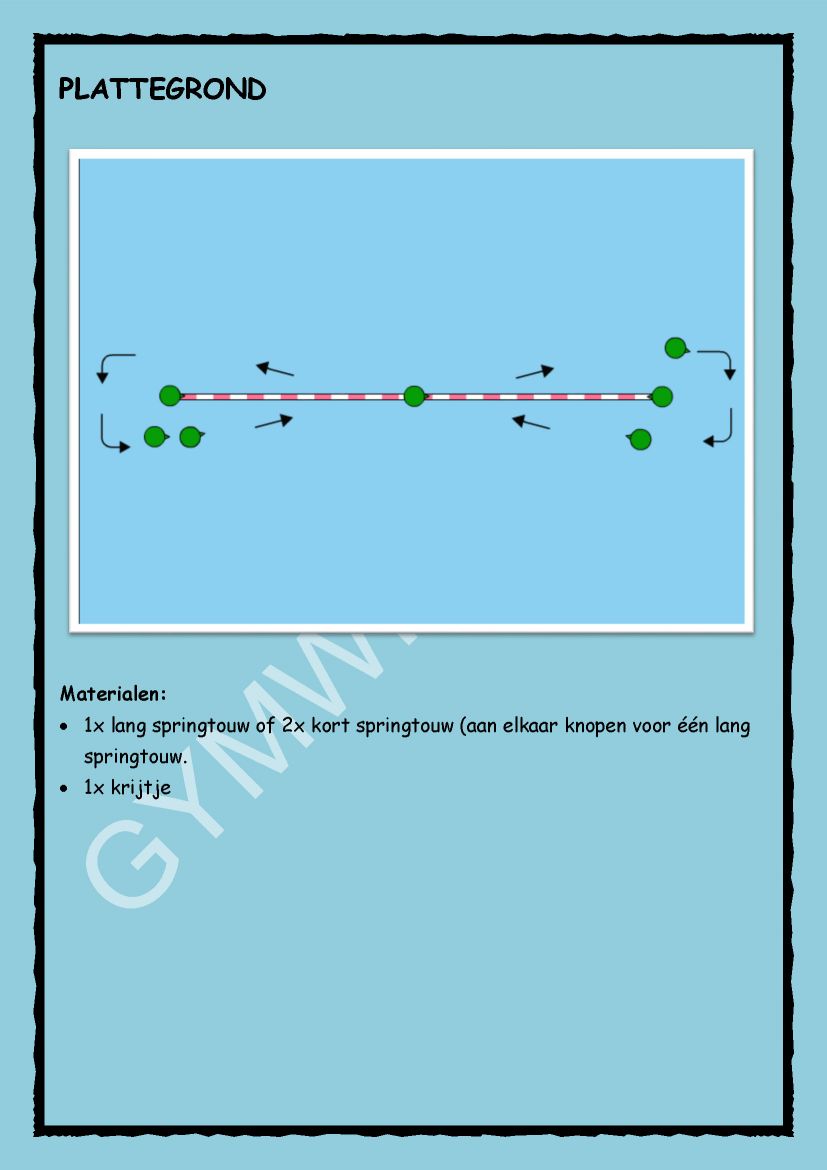 PLATTEGROND
Materialen:
• 1x lang springtouw of 2x kort springtouw (aan elkaar knopen voor één lang
springtouw.
• 1x krijtje
GYMW